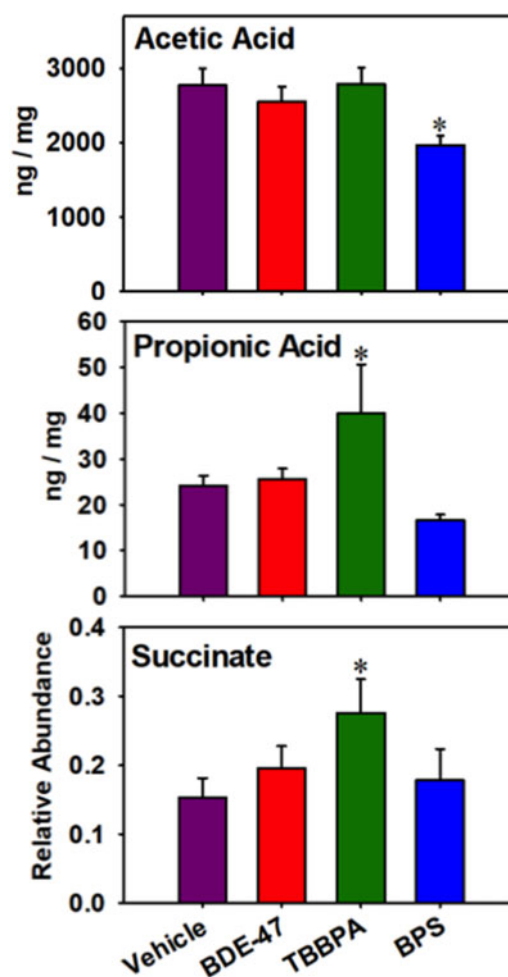 Acetic Acid
ng / mg
3000
2000
1000
0
*
Propionic Acid
ng / mg
60
50
40
30
20
10
0
*
Succinate
Relative Abundance
0.4
0.3
0.2
0.1
0.0
*
Vehicle
BDE-47
TBBPA
BPS